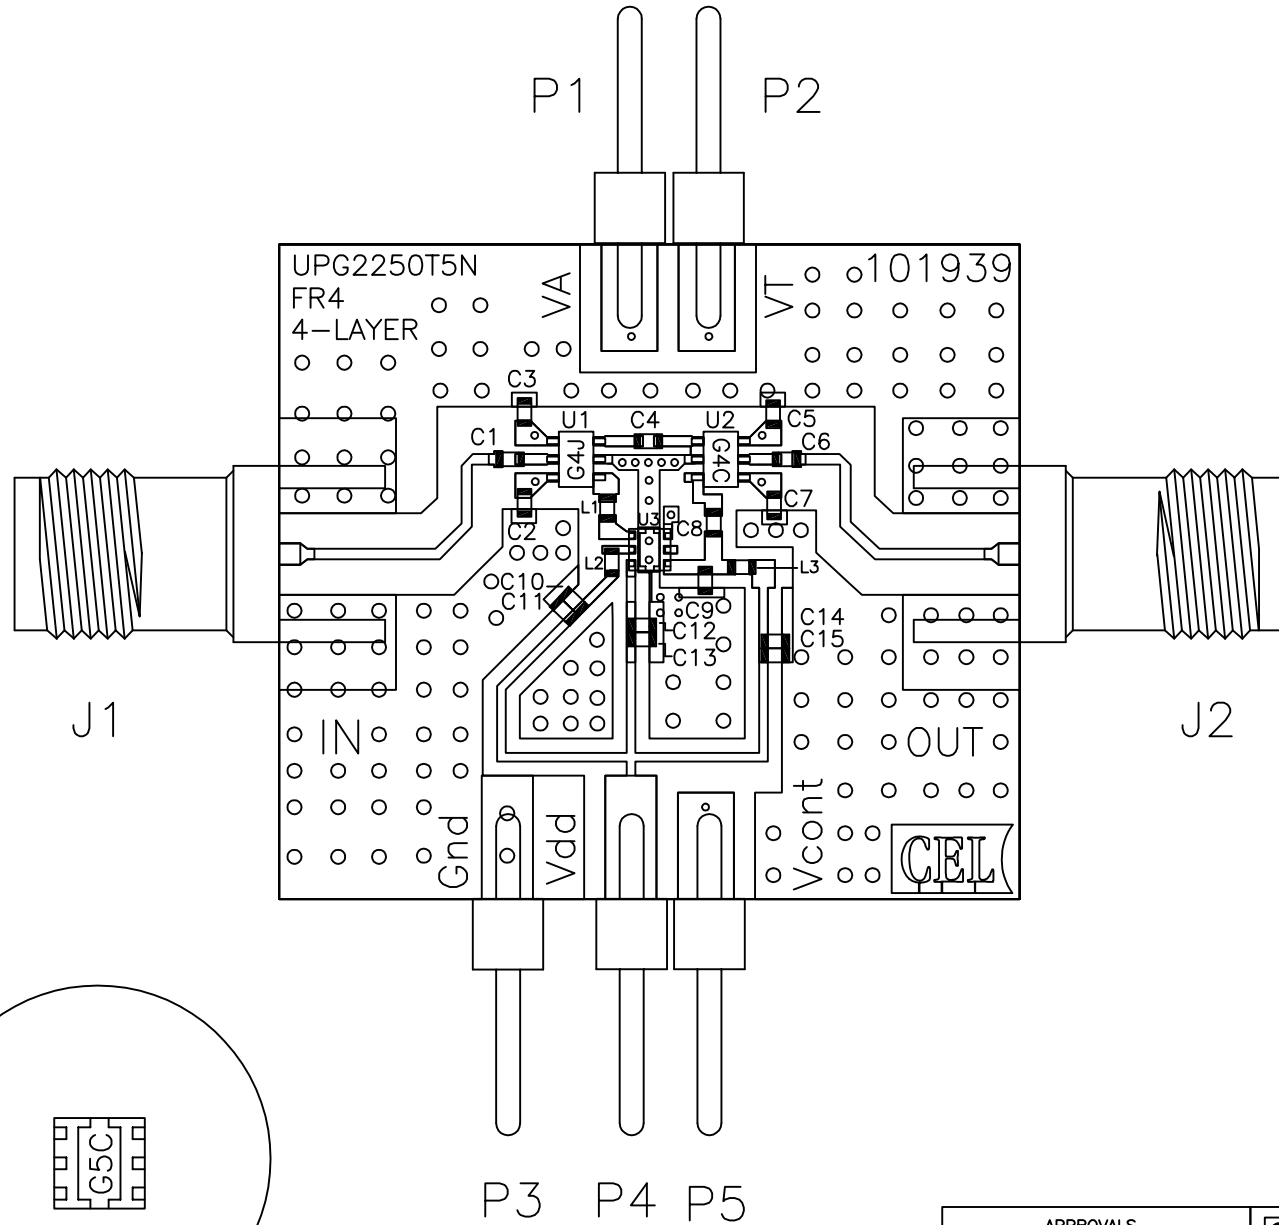 P1
P2
UPG2250T5N
FR4
4-LAYER
VA
VT
101939
C3
U1
C4
U2
C5
C1
G4J
G4C
C6
C2
L1
U3
C8
C7
L2
L3
C10
C11
C9
C12
C13
C14
C15
J1
J2
IN
OUT
Gnd
Vdd
Vcont
CEL
G5C
P3
P4
P5
APPROVALS